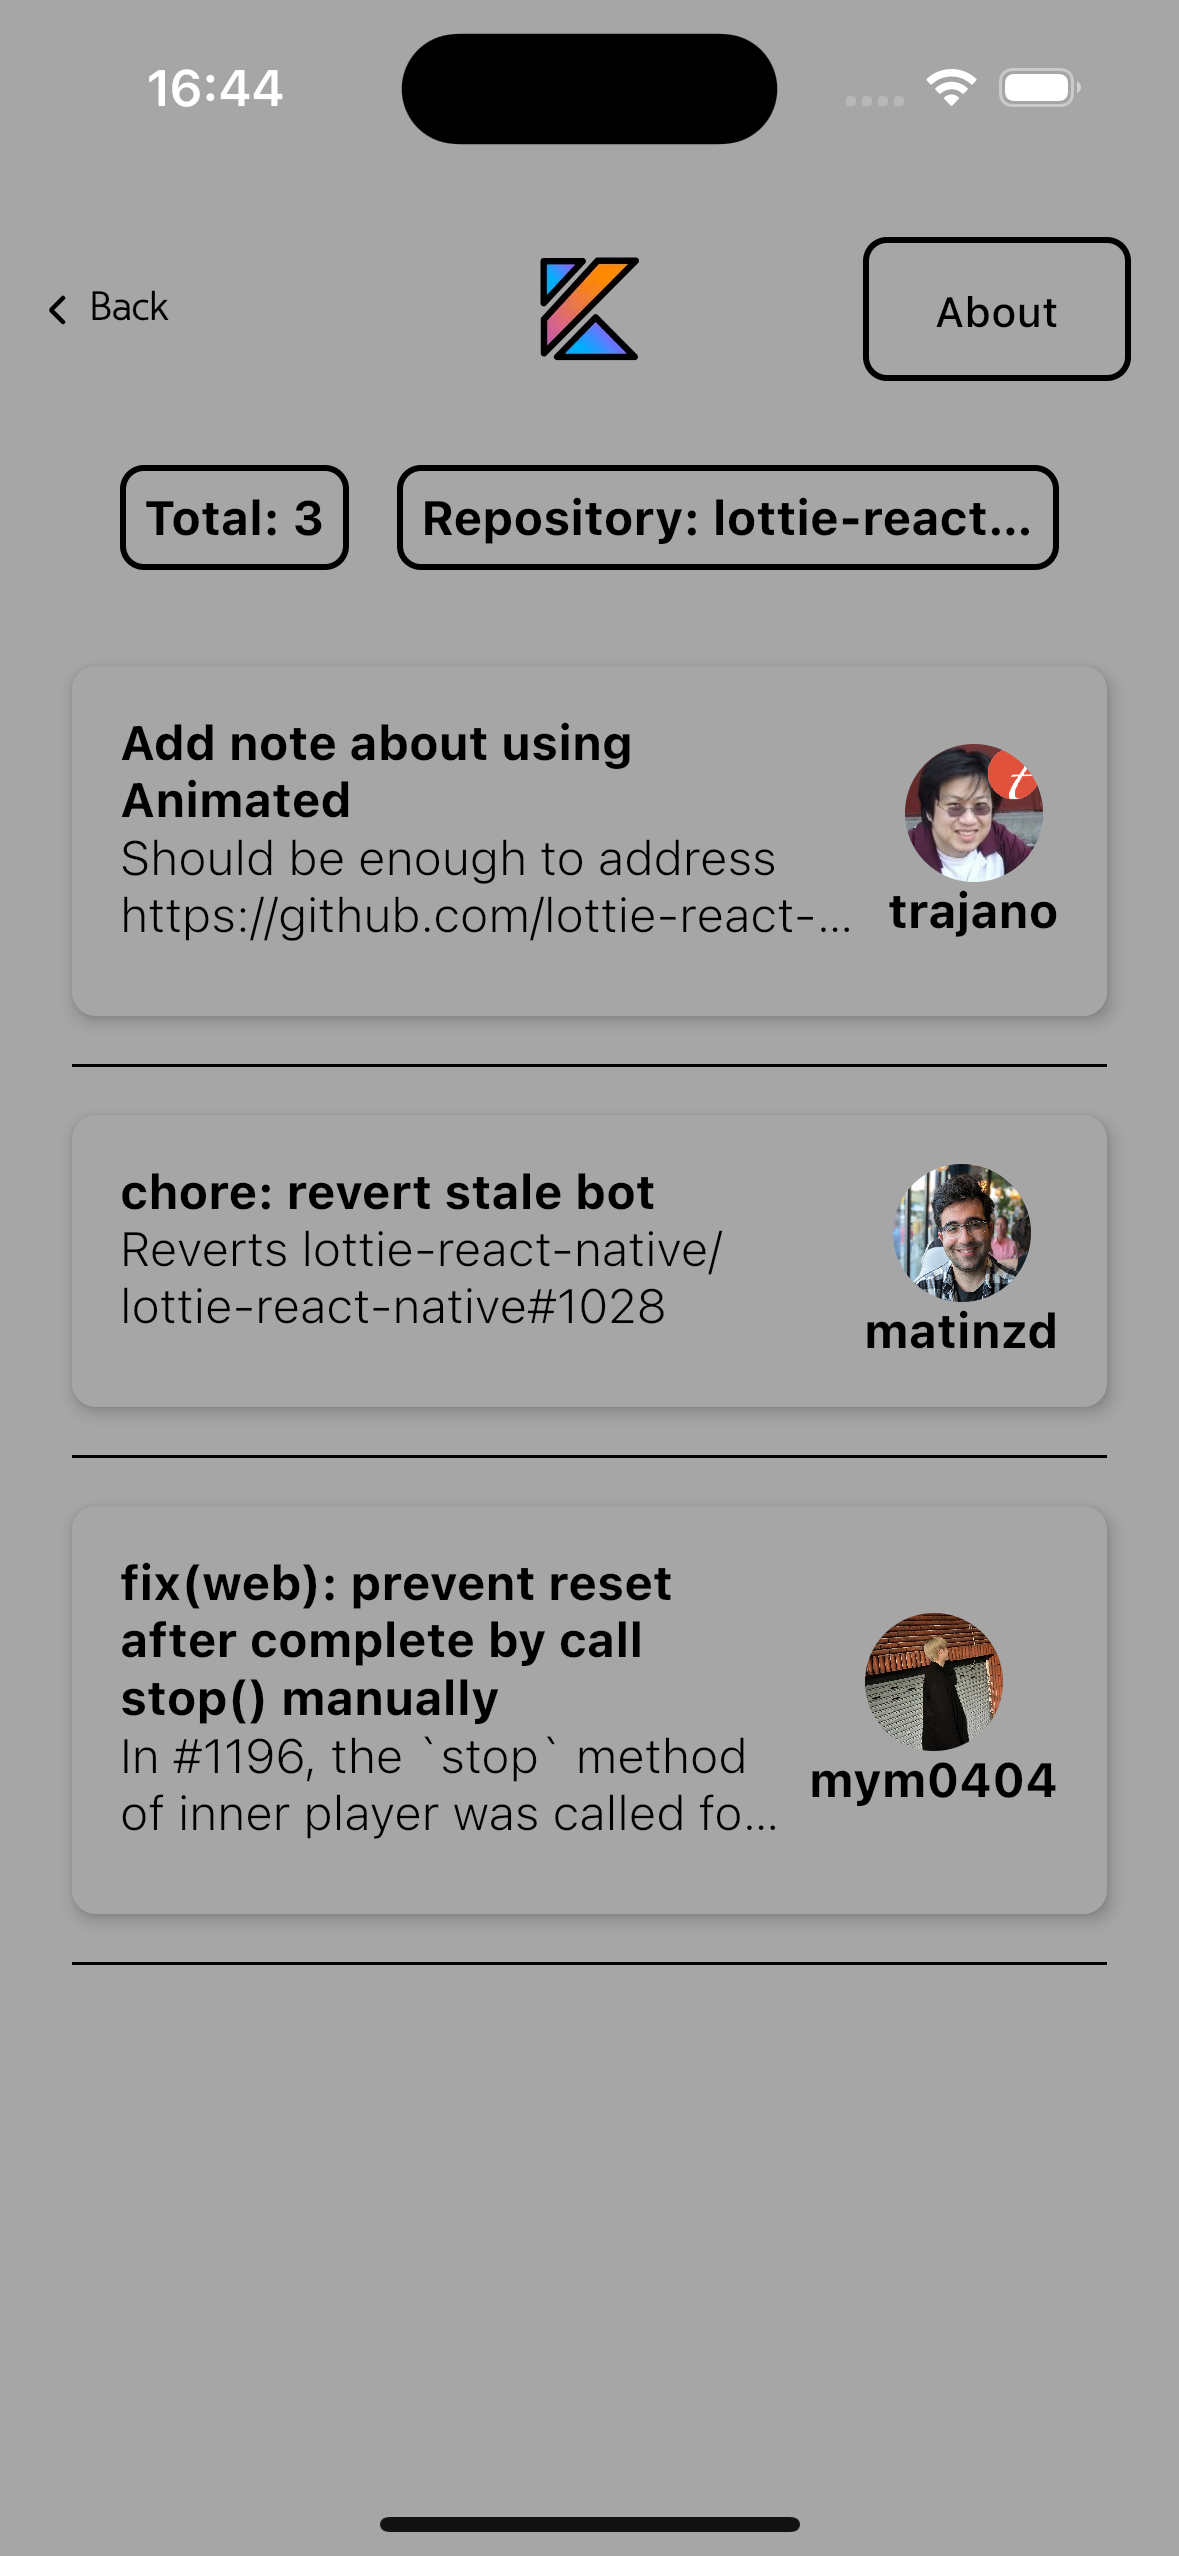 16:44
Back
About
Total: 3
Repository: lottie-react...
Add note about using
Animated
Should be enough to address
https://github.com/lottie-react-...
trajano
chore: revert stale bot
Reverts lottie-react-native/
lottie-react-native#1028
matinzd
fix(web): prevent reset
after complete by call
stop() manually
In #1196, the `stop` method
of inner player was called fo...
mym0404